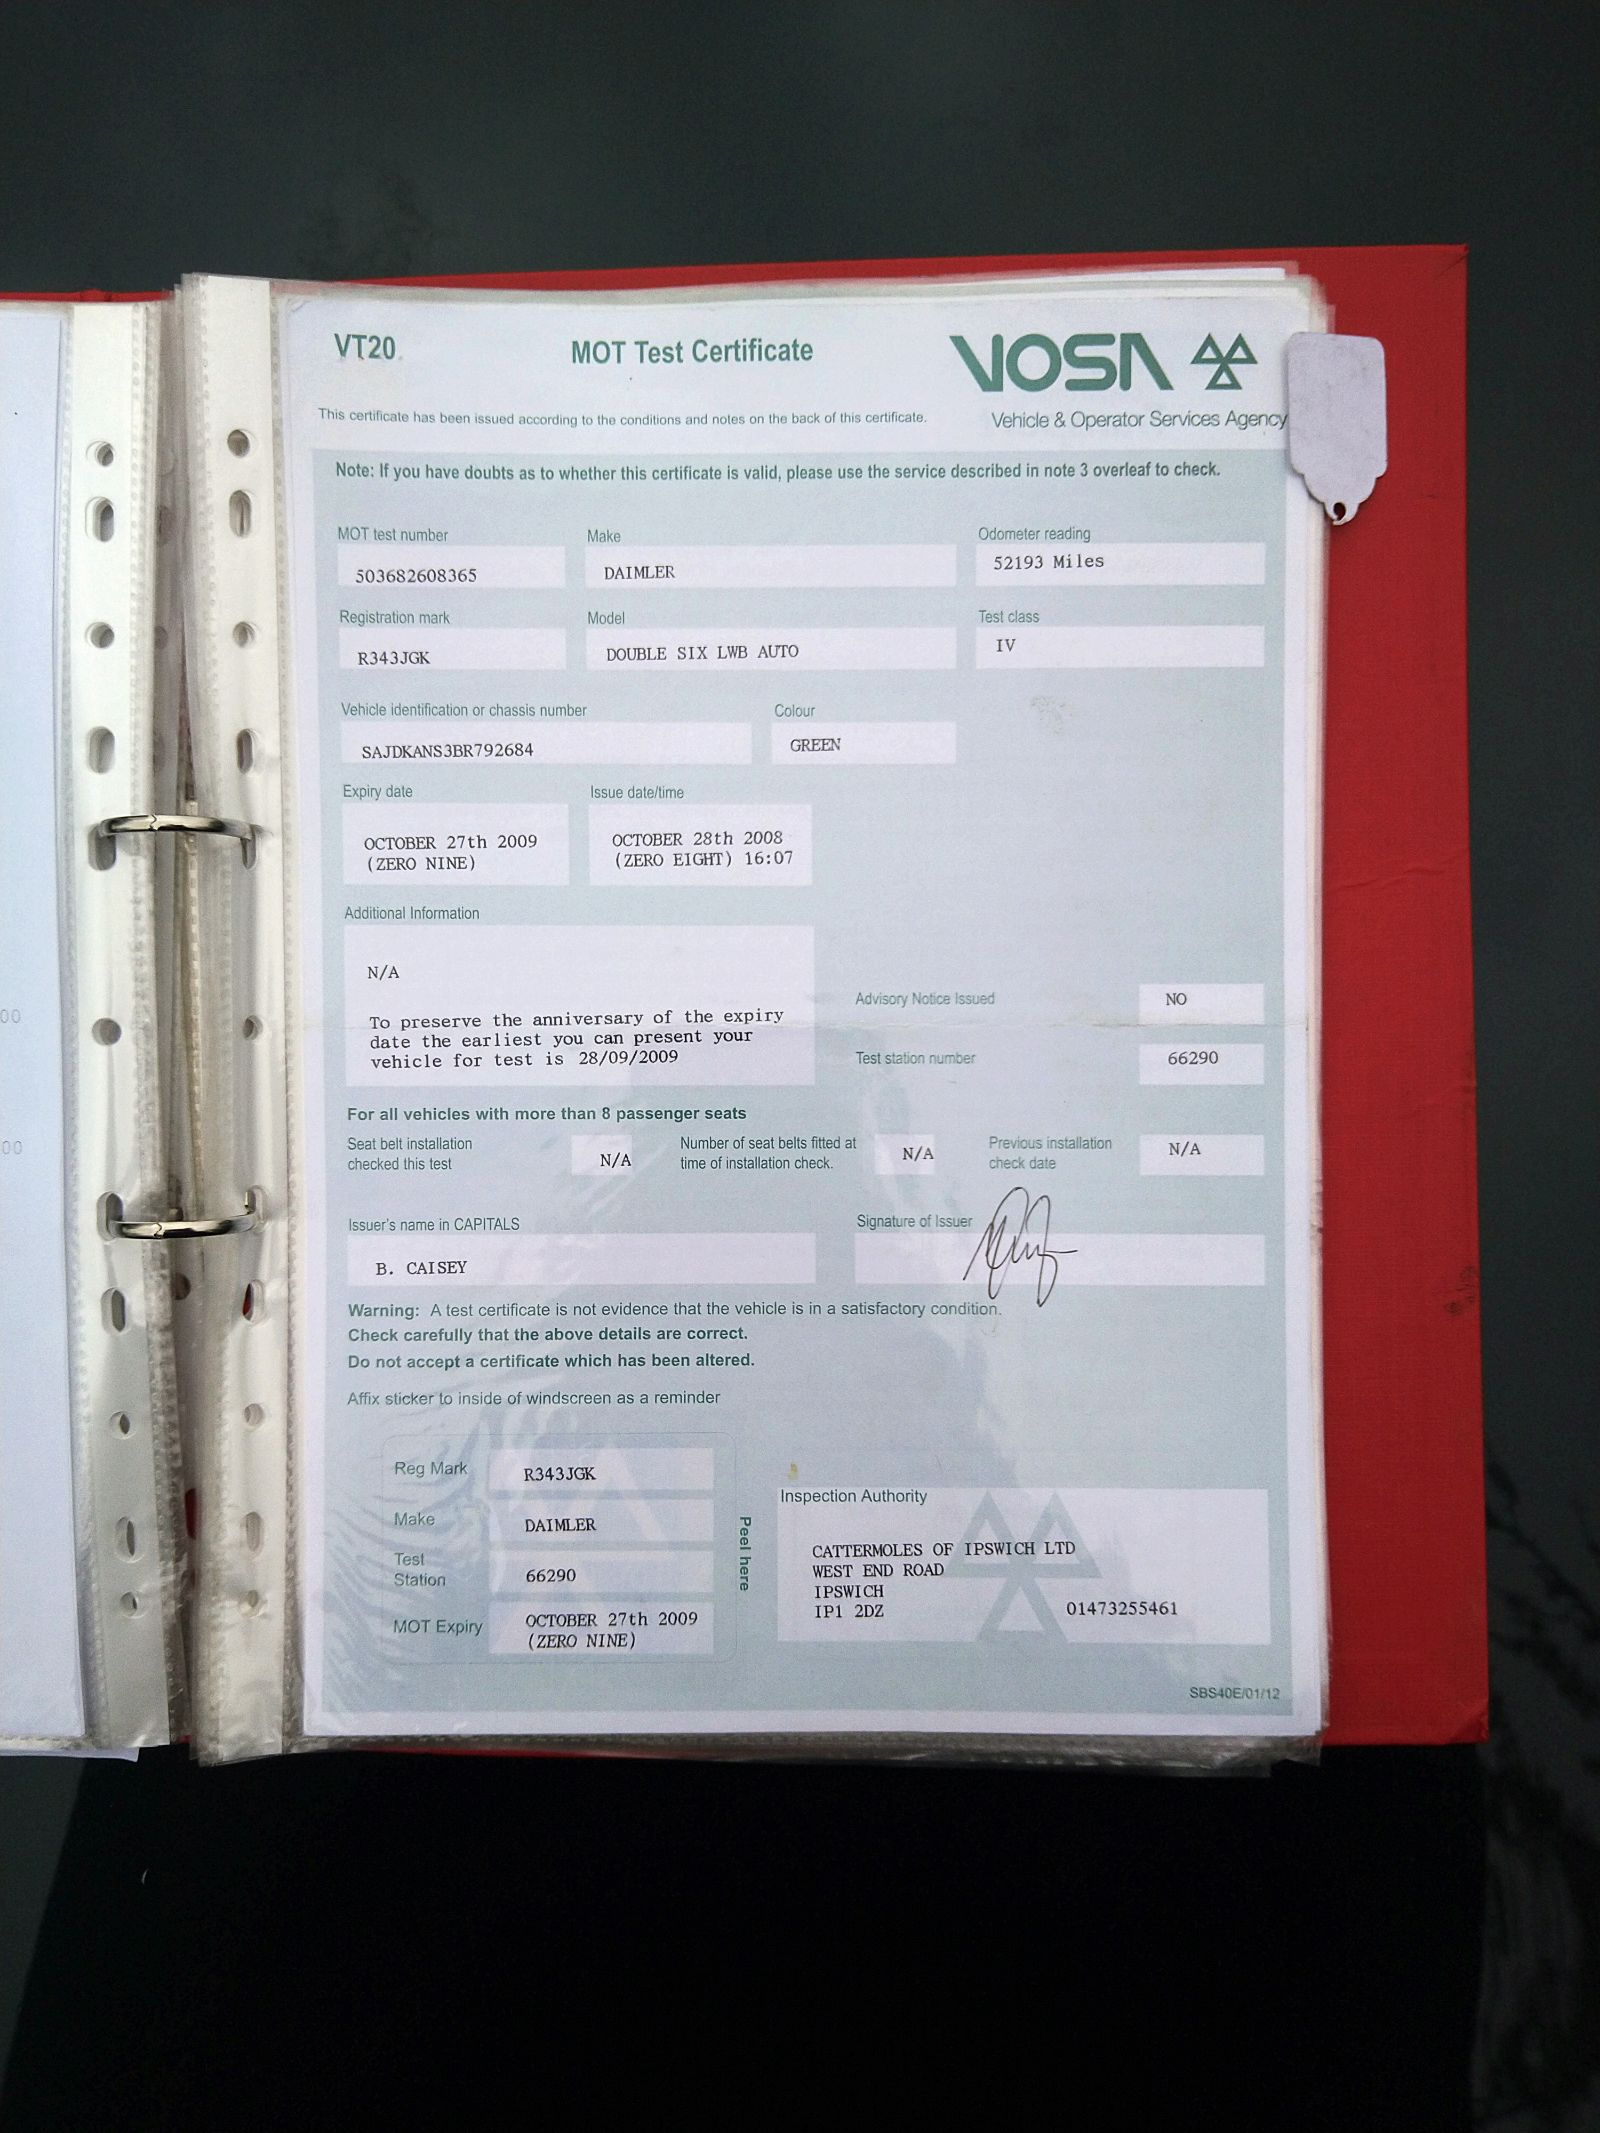 VT20
MOT Test Certificate
VOSA
This certificate has been issued according to the conditions and notes on the back of this certificate.
Vehicle & Operator Services Agency
Note: If you have doubts as to whether this certificate is valid, please use the service described in note 3 overleaf to check.
MOT test number
Make
Odometer reading
503682608365
DAIMLER
52193 Miles
Registration mark
Model
Test class
R343JGK
DOUBLE SIX LWB AUTO
IV
Vehicle identification or chassis number
Colour
SAJDKANS3BR792684
GREEN
Expiry date
Issue date/time
OCTOBER 27th 2009
(ZERO NINE)
OCTOBER 28th 2008
(ZERO EIGHT) 16:07
Additional Information
N/A
To preserve the anniversary of the expiry
date the earliest you can present your
vehicle for test is 28/09/2009
Advisory Notice Issued
NO
Test station number
66290
For all vehicles with more than 8 passenger seats
Seat belt installation
checked this test
N/A
Number of seat belts fitted at
time of installation check.
N/A
Previous installation
check date
N/A
Issuer's name in CAPITALS
Signature of Issuer
B. CAISEY
Warning: A test certificate is not evidence that the vehicle is in a satisfactory condition.
Check carefully that the above details are correct.
Do not accept a certificate which has been altered.
Affix sticker to inside of windscreen as a reminder
Reg Mark
R343JGK
Make
DAIMLER
Test
Station
66290
MOT Expiry
OCTOBER 27th 2009
(ZERO NINE)
Peel here
Inspection Authority
CATTERMOLES OF IPSWICH LTD
WEST END ROAD
IPSWICH
IP1 2DZ
01473255461
SBS40E/01/12
00
00